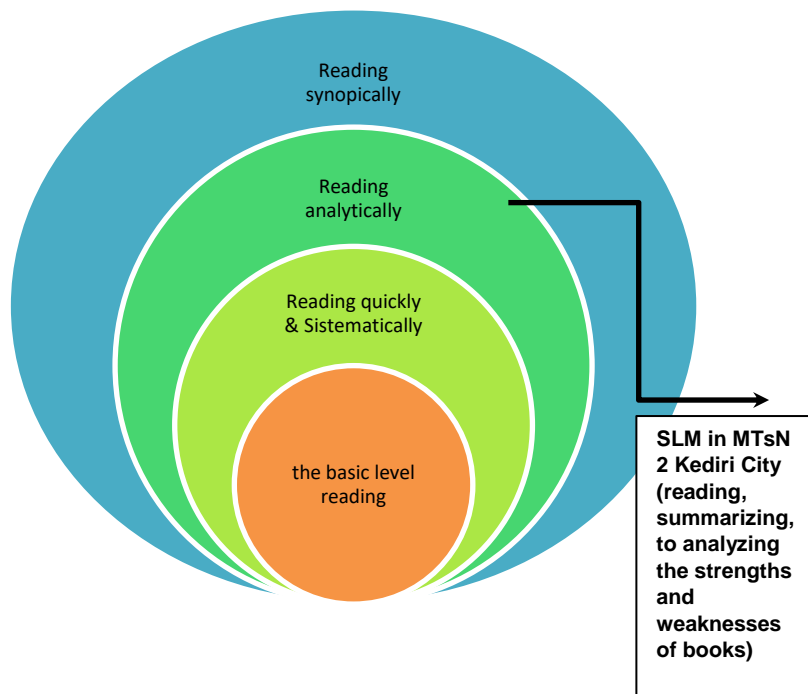 Reading
synopically
Reading
analytically
Reading quickly
& Sistematically
the basic level
reading
SLM in MTsN
2 Kediri City
(reading,
summarizing,
to analyzing
the strengths
and
weaknesses
of books)